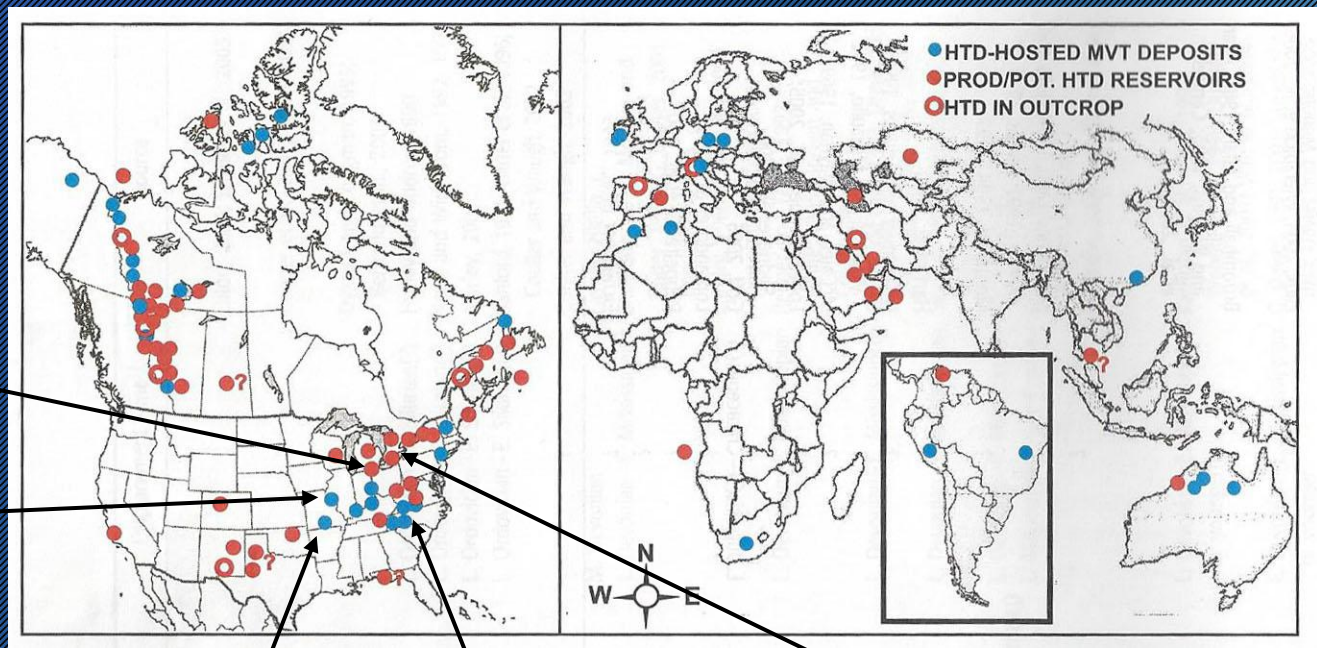 HTD-HOSTED MVT DEPOSITS
PROD/POT. HTD RESERVOIRS
HTD IN OUTCROP
?
?
?
?
N
W
E
S